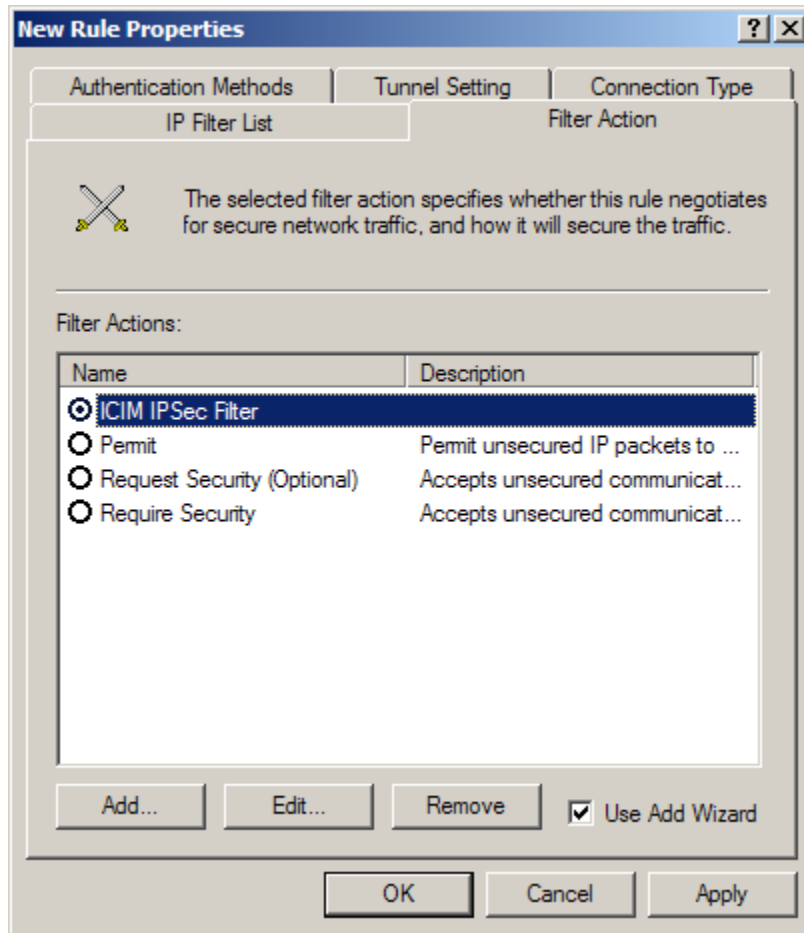 New Rule Properties
Authentication Methods Tunnel Setting Connection Type
IP Filter List Filter Action
The selected filter action specifies whether this rule negotiates
for secure network traffic, and how it will secure the traffic.
Filter Actions:
Name Description
ICIM IPSec Filter
Permit Permit unsecured IP packets to ...
Request Security (Optional) Accepts unsecured communicat...
Require Security Accepts unsecured communicat...
Add... Edit... Remove Use Add Wizard
OK Cancel Apply